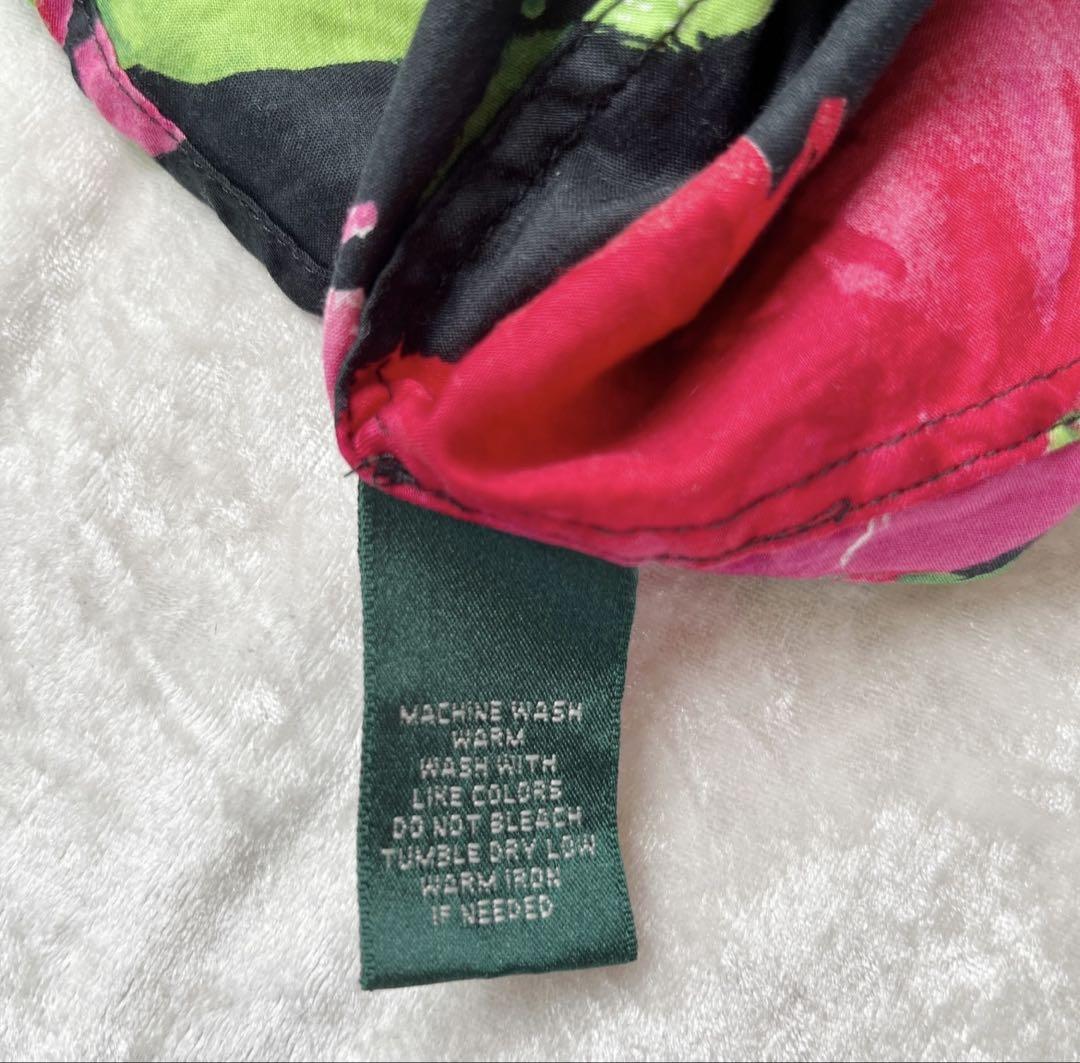 MACHINE WASH
WARM
WASH WITH
LIKE COLORS
DO NOT BLEACH
TUMBLE DRY LOW
WARM IRON
IF NEEDED